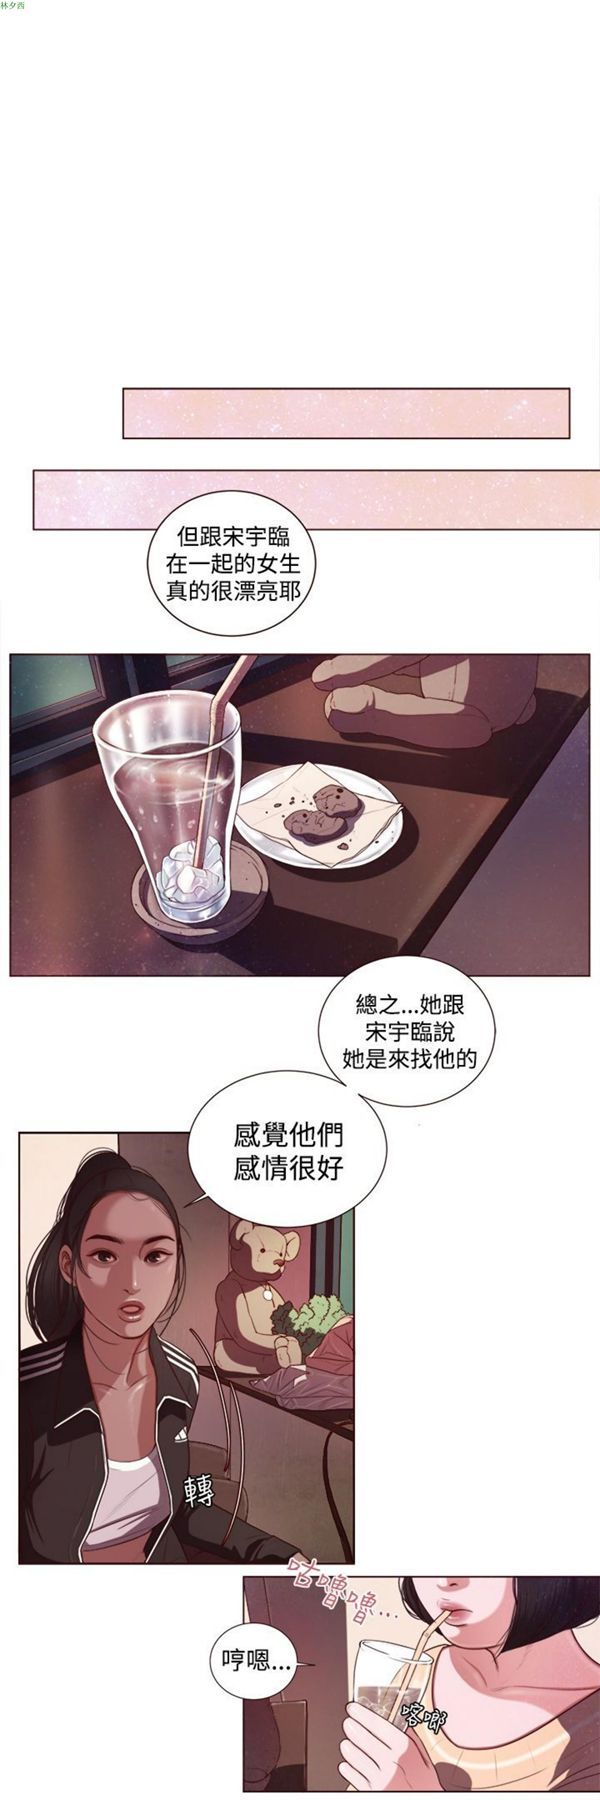 林夕西
但跟宋宇臨
在一起的女生
真的很漂亮耶
總之...她跟
宋宇臨說
她是來找他的
感覺他們
感情很好
轉
咕嚕嚕...
哼嗯...
喀啷